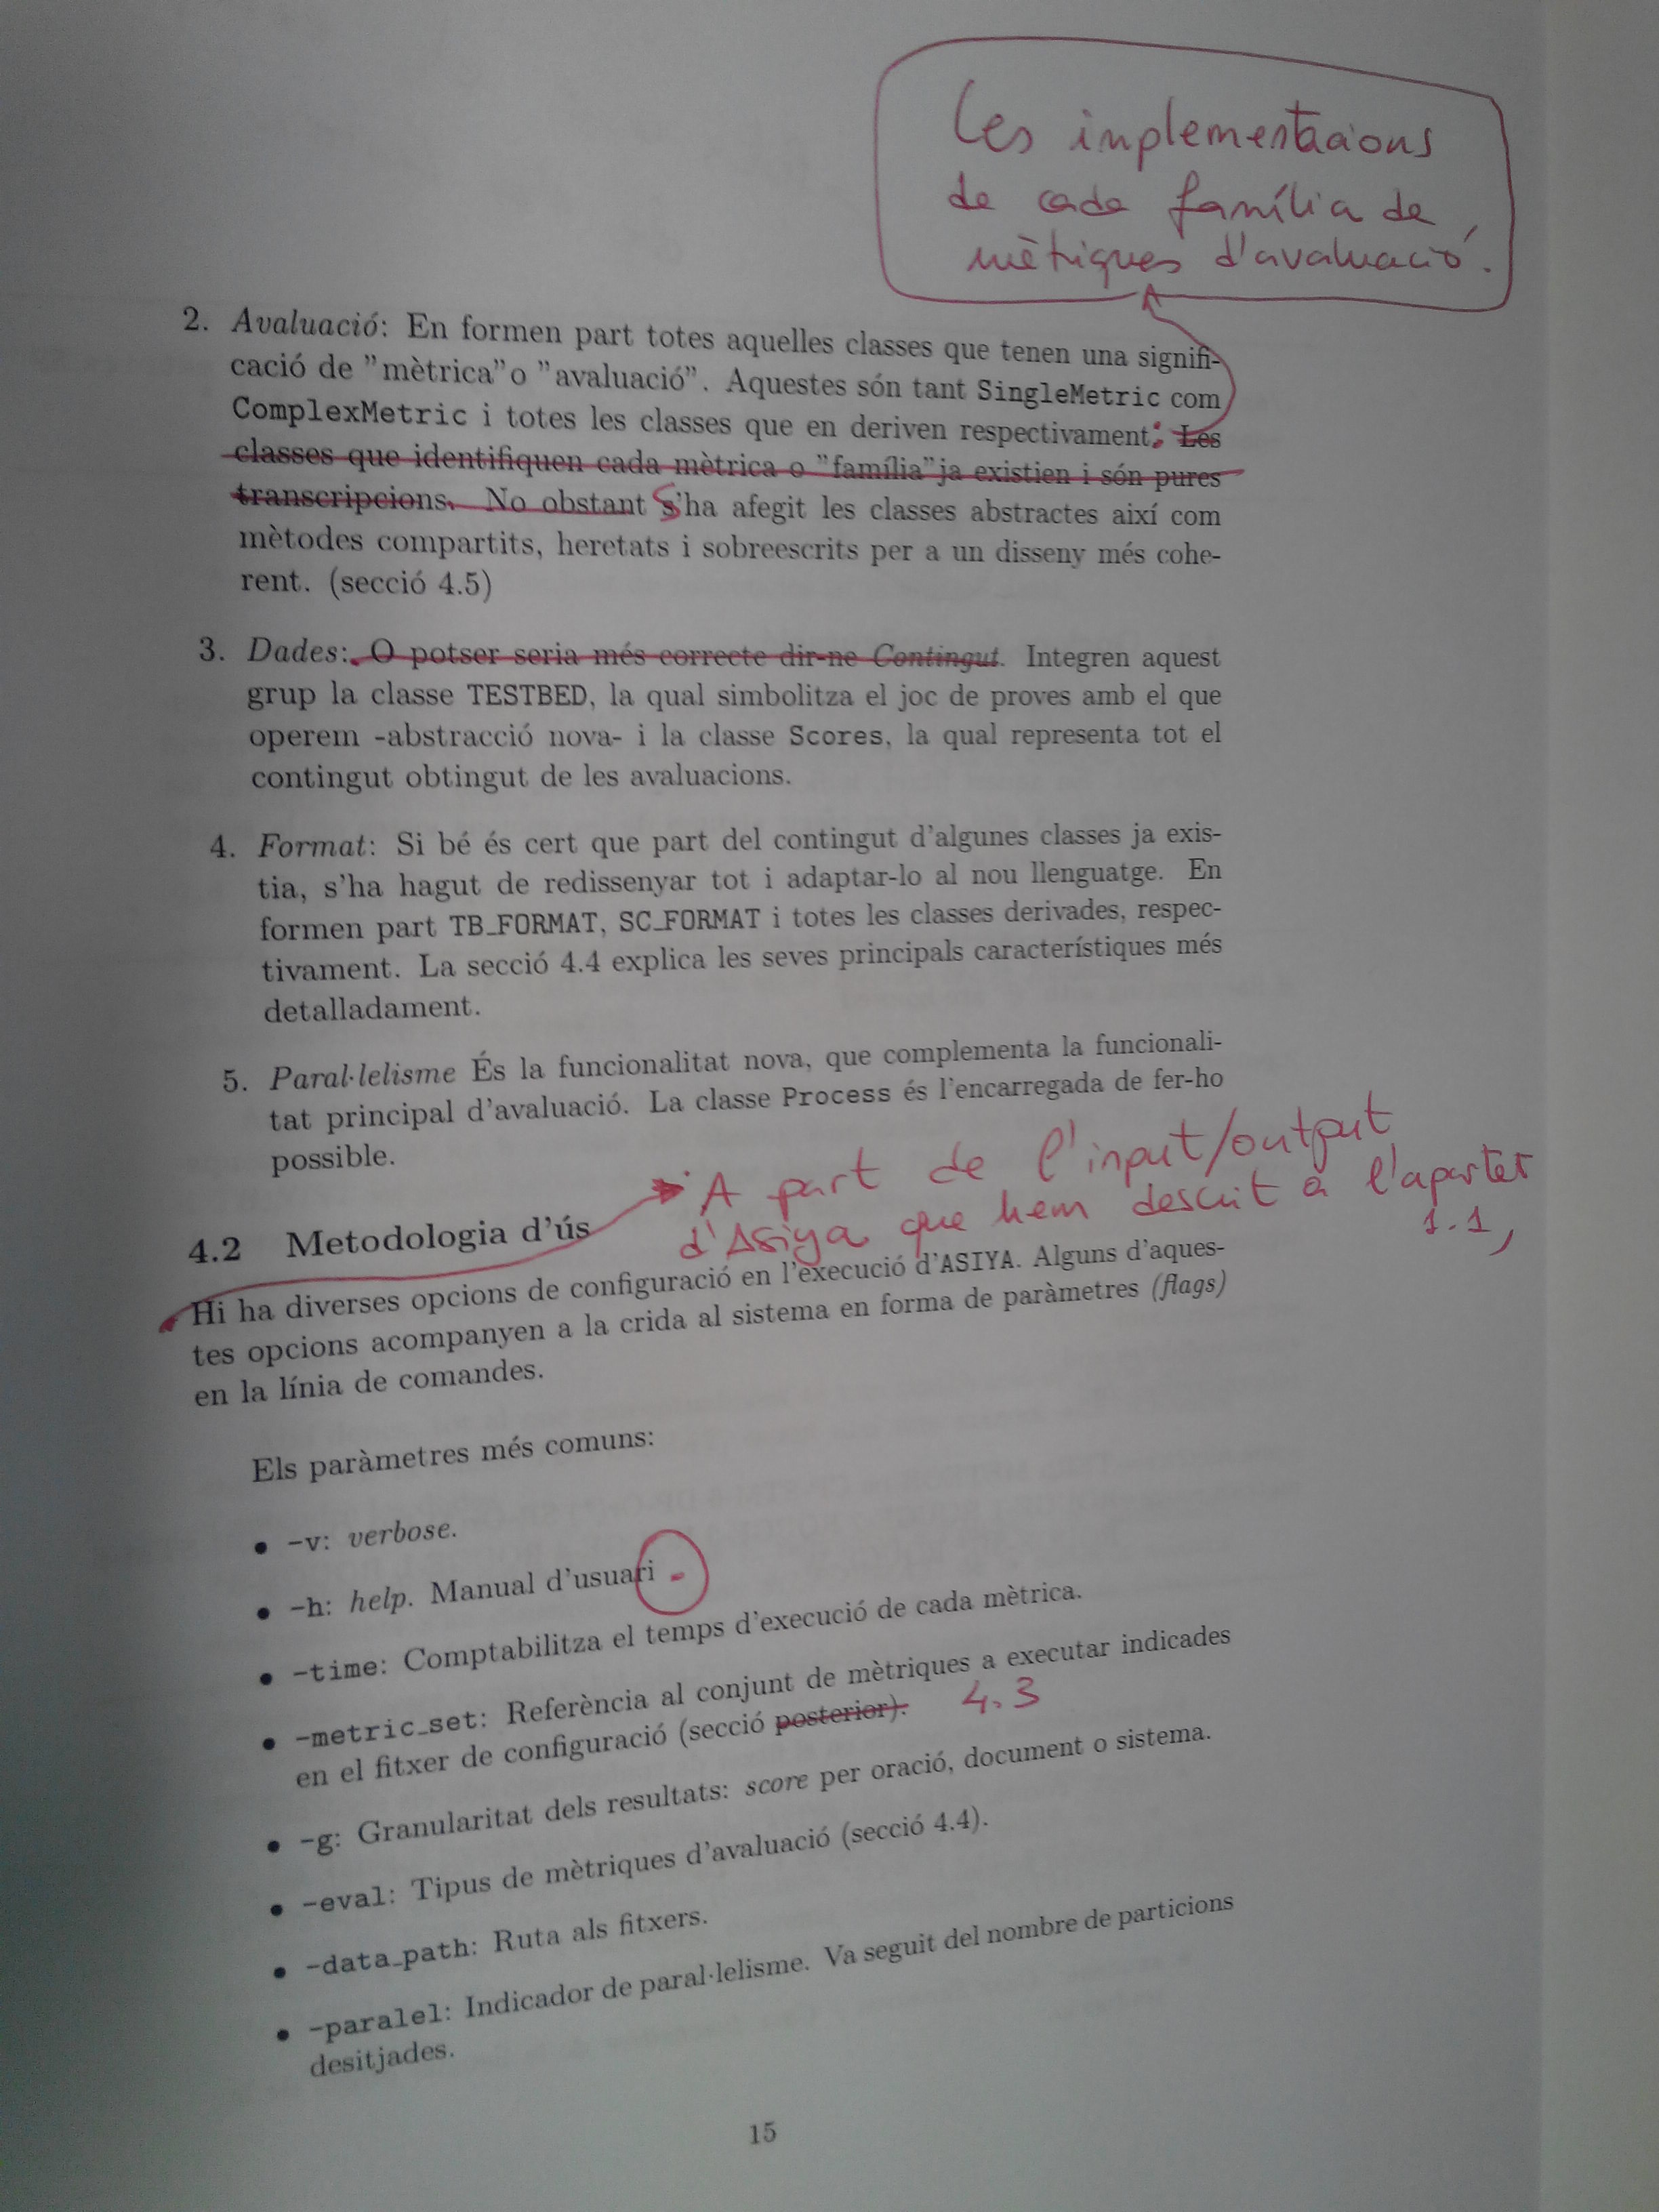 Les implementacions
de cada família de
mètriques d'avaluació.
2. Avaluació: En formen part totes aquelles classes que tenen una signifi-
cació de "mètrica" o "avaluació". Aquestes són tant SingleMetric com
ComplexMetric i totes les classes que en deriven respectivament. Les
classes que identifiquen cada mètrica o "família" ja existien i són pures
transcripcions. No obstant s'ha afegit les classes abstractes així com
mètodes compartits, heretats i sobreescrits per a un disseny més cohe-
rent. (secció 4.5)
3. Dades: O potser seria més correcte dir-ne Contingut. Integren aquest
grup la classe TESTBED, la qual simbolitza el joc de proves amb el que
operem -abstracció nova- i la classe Scores, la qual representa tot el
contingut obtingut de les avaluacions.
4. Format: Si bé és cert que part del contingut d'algunes classes ja exis-
tia, s'ha hagut de redissenyar tot i adaptar-lo al nou llenguatge. En
formen part TB_FORMAT, SC_FORMAT i totes les classes derivades, respec-
tivament. La secció 4.4 explica les seves principals característiques més
detalladament.
5. Paral·lelisme És la funcionalitat nova, que complementa la funcionali-
tat principal d'avaluació. La classe Process és l'encarregada de fer-ho
possible.
A part de l'input/output
d'Asiya que hem descrit a l'apartat
1.1,
4.2 Metodologia d'ús
Hi ha diverses opcions de configuració en l'execució d'ASIYA. Alguns d'aques-
tes opcions acompanyen a la crida al sistema en forma de paràmetres (flags)
en la línia de comandes.
Els paràmetres més comuns:
• -v: verbose.
• -h: help. Manual d'usuari .
• -time: Comptabilitza el temps d'execució de cada mètrica.
• -metric_set: Referència al conjunt de mètriques a executar indicades
en el fitxer de configuració (secció posterior). 4.3
• -g: Granularitat dels resultats: score per oració, document o sistema.
• -eval: Tipus de mètriques d'avaluació (secció 4.4).
• -data_path: Ruta als fitxers.
• -paralel: Indicador de paral·lelisme. Va seguit del nombre de particions
desitjades.
15